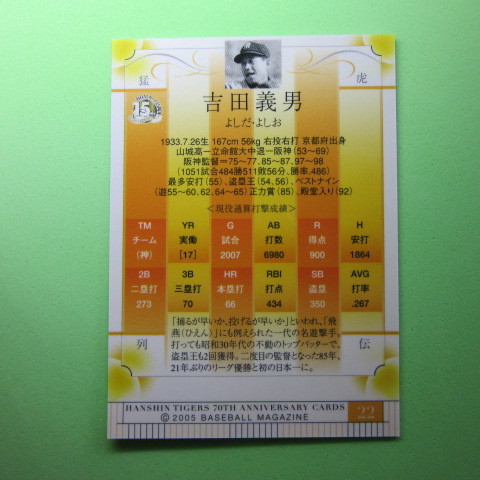 猛
虎
吉田義男
よしだ・よしお
1933.7.26生 167cm 56kg 右投右打 京都府出身
山城高―立命館大中退―阪神(53~69)
阪神監督=75~77、85~87、97~98
(1051試合484勝511敗56分、勝率.486)
最多安打(55)、盗塁王(54、56)、ベストナイン
(遊55~60、62、64~65)正力賞(85)、殿堂入り(92)
<現役通算打撃成績>
TM YR G AB R H
チーム 実働 試合 打数 得点 安打
(神) [17] 2007 6980 900 1864
2B 3B HR RBI SB AVG
二塁打 三塁打 本塁打 打点 盗塁 打率
273 70 66 434 350 .267
「捕るが早いか、投げるが早いか」といわれ、「飛
燕(ひえん)」にも例えられた一代の名遊撃手。
打っても昭和30年代の不動のトップバッターで、
盗塁王も2回獲得。二度目の監督となった85年、
21年ぶりのリーグ優勝と初の日本一に。
列
伝
HANSHIN TIGERS 70TH ANNIVERSARY CARDS
© 2005 BASEBALL MAGAZINE
22